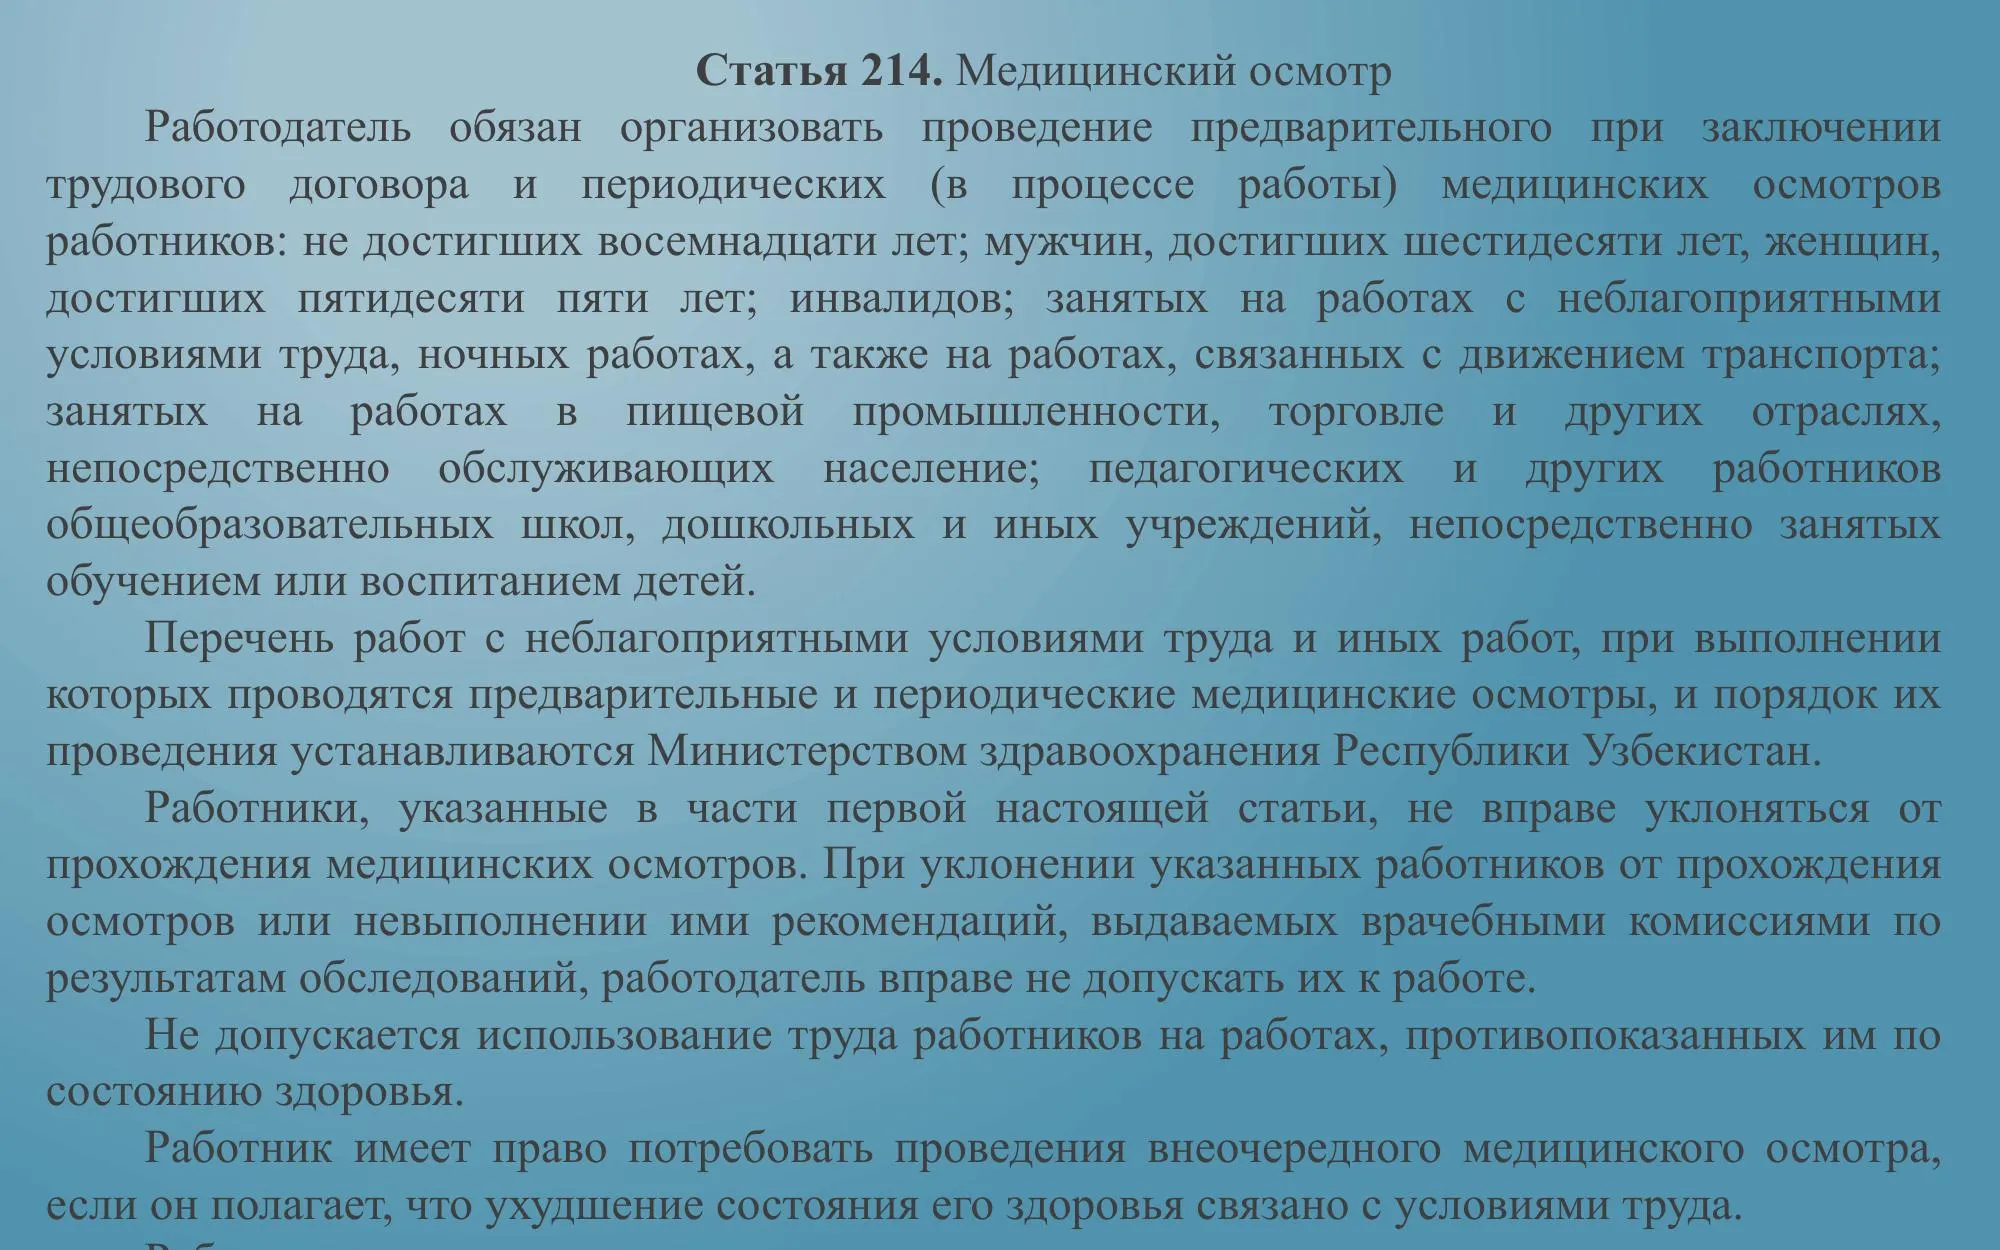 Статья 214. Медицинский осмотр
Работодатель обязан организовать проведение предварительного при заключении
трудового договора и периодических (в процессе работы) медицинских осмотров
работников: не достигших восемнадцати лет; мужчин, достигших шестидесяти лет, женщин,
достигших пятидесяти пяти лет; инвалидов; занятых на работах с неблагоприятными
условиями труда, ночных работах, а также на работах, связанных с движением транспорта;
занятых на работах в пищевой промышленности, торговле и других отраслях,
непосредственно обслуживающих население; педагогических и других работников
общеобразовательных школ, дошкольных и иных учреждений, непосредственно занятых
обучением или воспитанием детей.
Перечень работ с неблагоприятными условиями труда и иных работ, при выполнении
которых проводятся предварительные и периодические медицинские осмотры, и порядок их
проведения устанавливаются Министерством здравоохранения Республики Узбекистан.
Работники, указанные в части первой настоящей статьи, не вправе уклоняться от
прохождения медицинских осмотров. При уклонении указанных работников от прохождения
осмотров или невыполнении ими рекомендаций, выдаваемых врачебными комиссиями по
результатам обследований, работодатель вправе не допускать их к работе.
Не допускается использование труда работников на работах, противопоказанных им по
состоянию здоровья.
Работник имеет право потребовать проведения внеочередного медицинского осмотра,
если он полагает, что ухудшение состояния его здоровья связано с условиями труда.